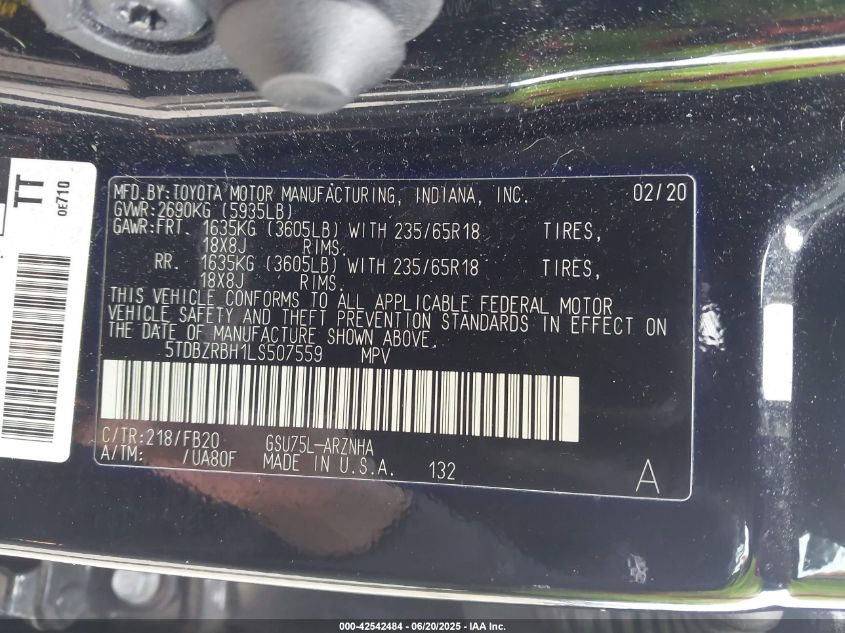 TT
0E710
MFD.BY:TOYOTA MOTOR MANUFACTURING, INDIANA, INC. 02/20
GVWR:2690KG (5935LB)
GAWR:FRT. 1635KG (3605LB) WITH 235/65R18 TIRES,
18X8J RIMS.
RR. 1635KG (3605LB) WITH 235/65R18 TIRES,
18X8J RIMS.
THIS VEHICLE CONFORMS TO ALL APPLICABLE FEDERAL MOTOR
VEHICLE SAFETY AND THEFT PREVENTION STANDARDS IN EFFECT ON
THE DATE OF MANUFACTURE SHOWN ABOVE.
5TDBZRBH1LS507559 MPV
C/TR:218/FB20 GSU75L-ARZNHA
A/TM: /UA80F MADE IN U.S.A. 132
A
000-42542484 / 06/20/2025 - IAA Inc.